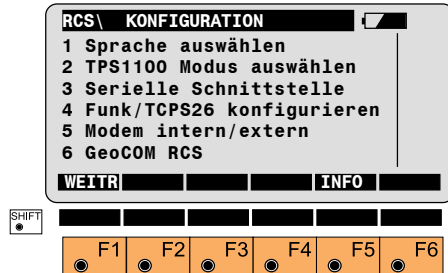 RCS\ KONFIGURATION
1 Sprache auswählen
2 TPS1100 Modus auswählen
3 Serielle Schnittstelle
4 Funk/TCPS26 konfigurieren
5 Modem intern/extern
6 GeoCOM RCS
WEITR INFO
SHIFT
F1 F2 F3 F4 F5 F6